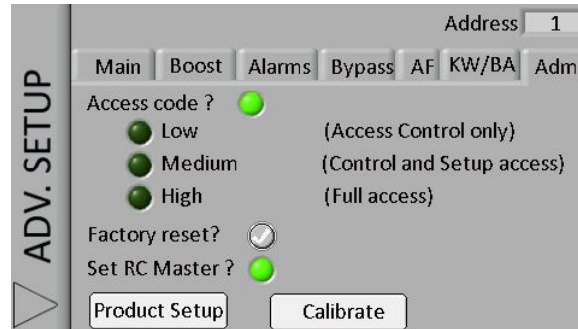 Address 1
Main Boost Alarms Bypass AF KW/BA Adm
ADV. SETUP
Access code ?
Low (Access Control only)
Medium (Control and Setup access)
High (Full access)
Factory reset?
Set RC Master ?
Product Setup Calibrate